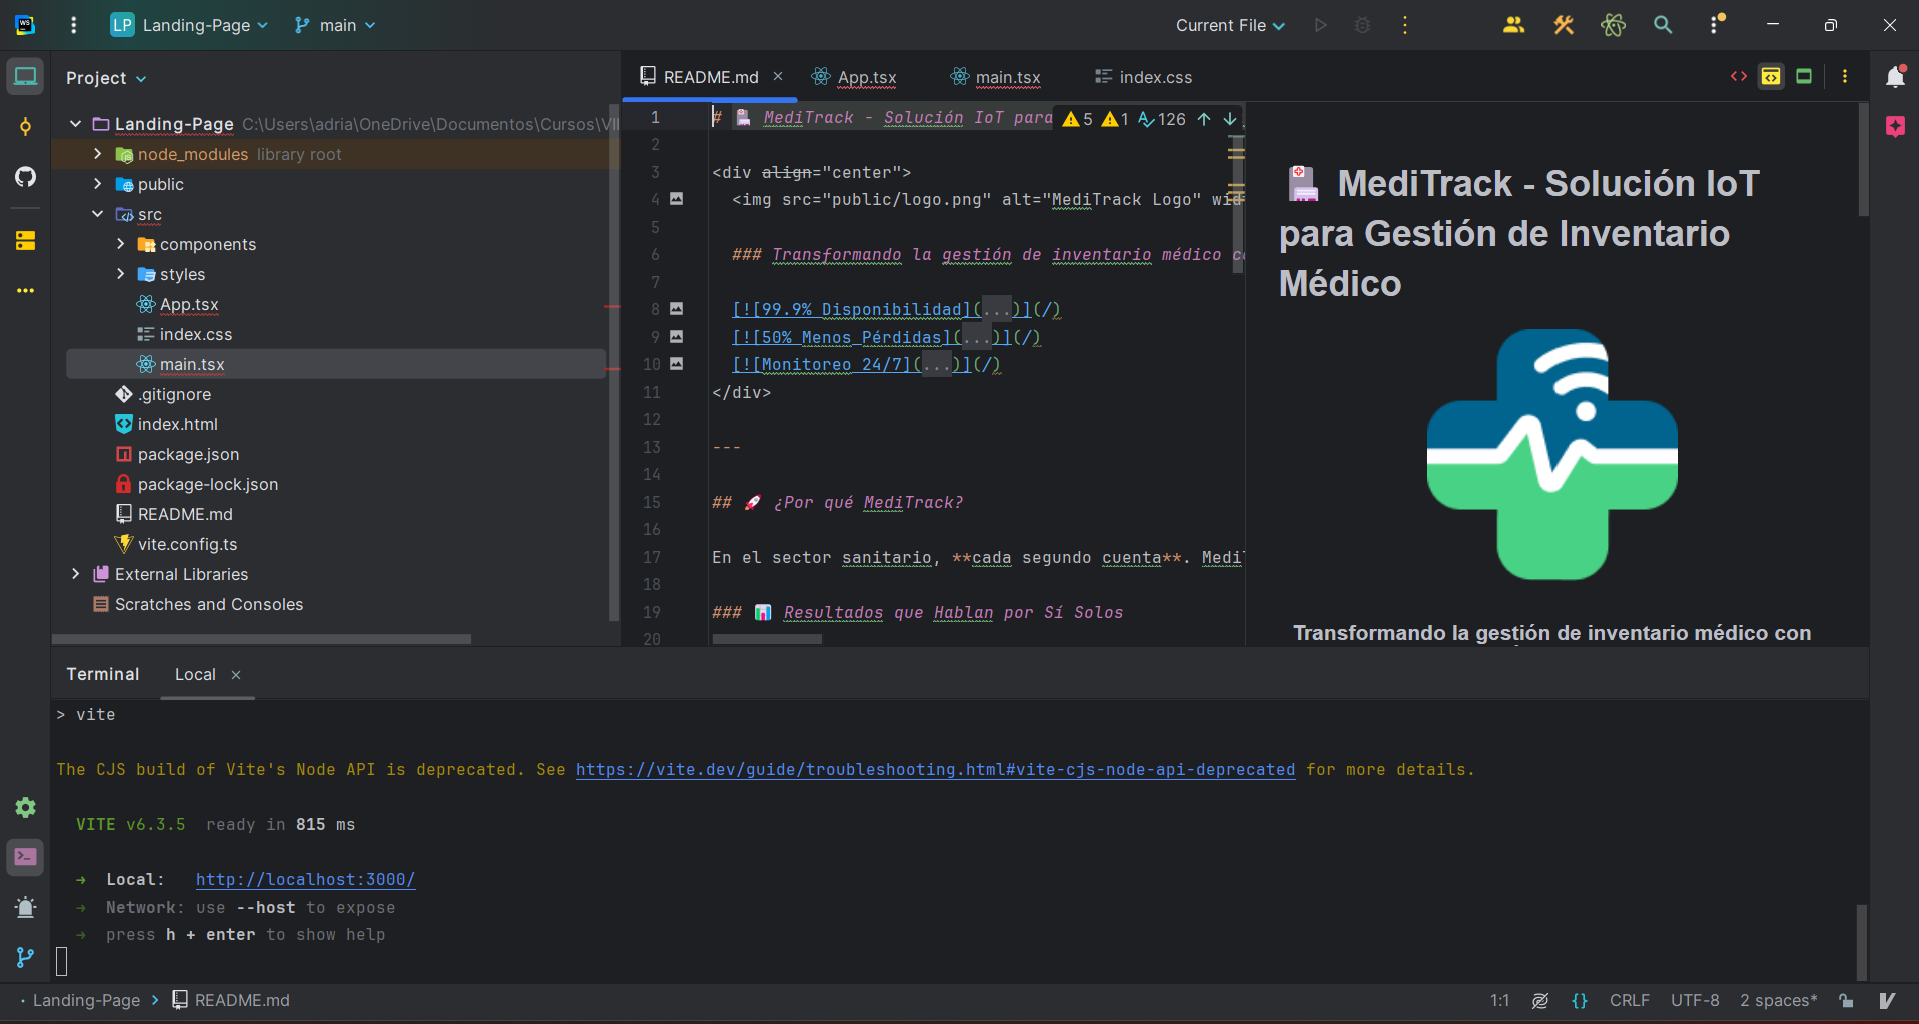 WS
LP Landing-Page main Current File
Project
Landing-Page C:\Users\adria\OneDrive\Documentos\Cursos\VII
node_modules library root
public
src
components
styles
App.tsx
index.css
main.tsx
.gitignore
index.html
package.json
package-lock.json
README.md
vite.config.ts
External Libraries
Scratches and Consoles
README.md App.tsx main.tsx index.css
5 1 126
1 # 🏥 MediTrack - Solución IoT para
2
3 <div align="center">
4 <img src="public/logo.png" alt="MediTrack Logo" wid
5
6 ### Transformando la gestión de inventario médico co
7
8 [![99.9% Disponibilidad](...)](/)
9 [![50% Menos Pérdidas](...)](/)
10 [![Monitoreo 24/7](...)](/)
11 </div>
12
13 ---
14
15 ## 🚀 ¿Por qué MediTrack?
16
17 En el sector sanitario, **cada segundo cuenta**. Medi
18
19 ### 📊 Resultados que Hablan por Sí Solos
20
🏥 MediTrack - Solución IoT
para Gestión de Inventario
Médico
Transformando la gestión de inventario médico con
Terminal Local
> vite
The CJS build of Vite's Node API is deprecated. See https://vite.dev/guide/troubleshooting.html#vite-cjs-node-api-deprecated for more details.
VITE v6.3.5 ready in 815 ms
➜ Local: http://localhost:3000/
➜ Network: use --host to expose
➜ press h + enter to show help
Landing-Page > README.md
1:1 {} CRLF UTF-8 2 spaces*